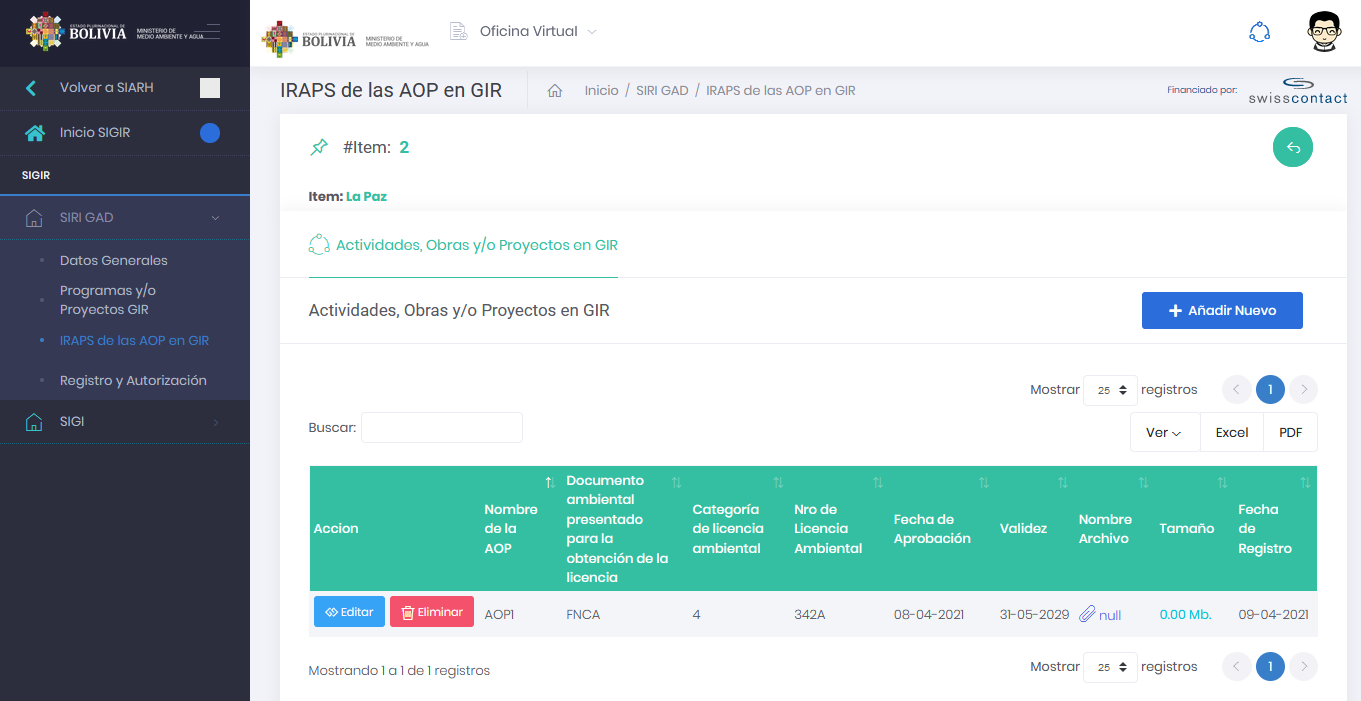 ESTADO PLURINACIONAL DE
BOLIVIA
MINISTERIO DE
MEDIO AMBIENTE Y AGUA
Volver a SIARH
Inicio SIGIR
SIGIR
SIRI GAD
Datos Generales
Programas y/o
Proyectos GIR
IRAPS de las AOP en GIR
Registro y Autorización
SIGI
ESTADO PLURINACIONAL DE
BOLIVIA
MINISTERIO DE
MEDIO AMBIENTE Y AGUA
Oficina Virtual
IRAPS de las AOP en GIR
Inicio / SIRI GAD / IRAPS de las AOP en GIR
Financiado por:
swisscontact
#Item: 2
Item: La Paz
Actividades, Obras y/o Proyectos en GIR
Actividades, Obras y/o Proyectos en GIR
+ Añadir Nuevo
Mostrar 25 registros
1
Buscar:
Ver
Excel
PDF
Accion
Nombre
de la
AOP
Documento
ambiental
presentado
para la
obtención de la
licencia
Categoría
de licencia
ambiental
Nro de
Licencia
Ambiental
Fecha de
Aprobación
Validez
Nombre
Archivo
Tamaño
Fecha
de
Registro
Editar Eliminar AOP1 FNCA 4 342A 08-04-2021 31-05-2029 null 0.00 Mb. 09-04-2021
Mostrando 1 a 1 de 1 registros
Mostrar 25 registros
1